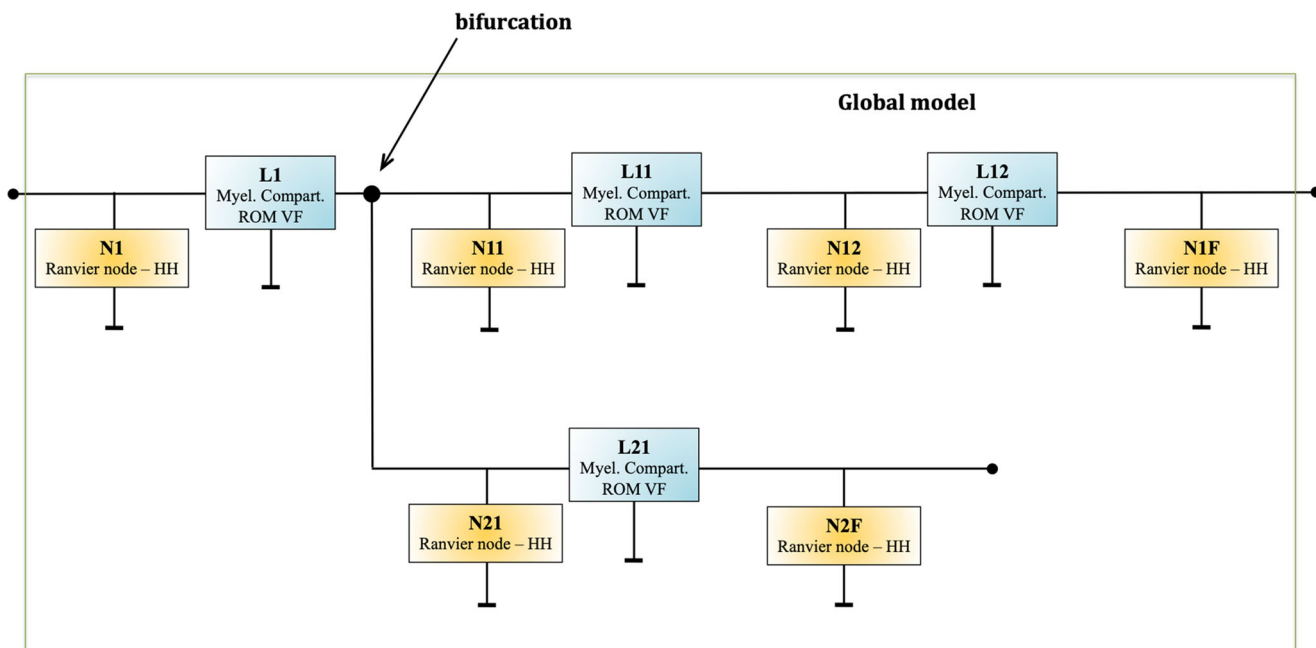 bifurcation
Global model
L1
Myel. Compart.
ROM VF
L11
Myel. Compart.
ROM VF
L12
Myel. Compart.
ROM VF
N1
Ranvier node – HH
N11
Ranvier node – HH
N12
Ranvier node – HH
N1F
Ranvier node – HH
L21
Myel. Compart.
ROM VF
N21
Ranvier node – HH
N2F
Ranvier node – HH